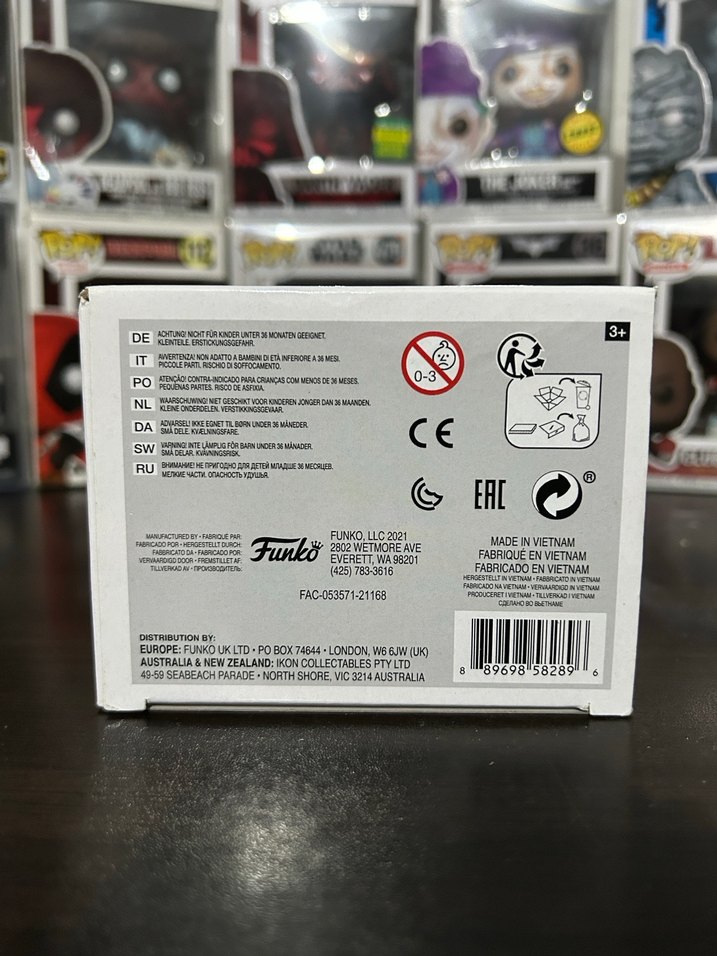 THE JOKER
POP!
POP!
STAR WARS
POP!
POP!
3+
DE ACHTUNG! NICHT FÜR KINDER UNTER 36 MONATEN GEEIGNET.
KLEINTEILE. ERSTICKUNGSGEFAHR.
IT AVVERTENZA: NON ADATTO A BAMBINI DI ETÀ INFERIORE A 36 MESI.
PICCOLE PARTI. RISCHIO DI SOFFOCAMENTO.
PO ATENÇÃO! CONTRA-INDICADO PARA CRIANÇAS COM MENOS DE 36 MESES.
PEQUENAS PARTES. RISCO DE ASFIXIA.
NL WAARSCHUWING! NIET GESCHIKT VOOR KINDEREN JONGER DAN 36 MAANDEN.
KLEINE ONDERDELEN. VERSTIKKINGSGEVAAR.
DA ADVARSEL! IKKE EGNET TIL BØRN UNDER 36 MÅNEDER.
SMÅ DELE. KVÆLNINGSFARE.
SW VARNING! INTE LÄMPLIG FÖR BARN UNDER 36 MÅNADER.
SMÅ DELAR. KVÄVNINGSRISK.
RU ВНИМАНИЕ! НЕ ПРИГОДНО ДЛЯ ДЕТЕЙ МЛАДШЕ 36 МЕСЯЦЕВ.
МЕЛКИЕ ЧАСТИ. ОПАСНОСТЬ УДУШЬЯ.
0-3
CE
EAC
®
MANUFACTURED BY • FABRIQUÉ PAR:
FABRICADO POR • HERGESTELLT DURCH:
FABBRICATO DA • FABRICADO POR:
VERVAARDIGD DOOR • FREMSTILLET AF:
TILLVERKAD AV • ПРОИЗВОДИТЕЛЬ:
Funko
FUNKO, LLC 2021
2802 WETMORE AVE
EVERETT, WA 98201
(425) 783-3616
FAC-053571-21168
MADE IN VIETNAM
FABRIQUÉ EN VIETNAM
FABRICADO EN VIETNAM
HERGESTELLT IN VIETNAM • FABBRICATO IN VIETNAM
FABRICADO NA VIETNAM • VERVAARDIGD IN VIETNAM
PRODUCERET I VIETNAM • TILLVERKAD I VIETNAM
СДЕЛАНО ВО ВЬЕТНАМЕ
DISTRIBUTION BY:
EUROPE: FUNKO UK LTD • PO BOX 74644 • LONDON, W6 6JW (UK)
AUSTRALIA & NEW ZEALAND: IKON COLLECTABLES PTY LTD
49-59 SEABEACH PARADE • NORTH SHORE, VIC 3214 AUSTRALIA
8 89698 58289 6